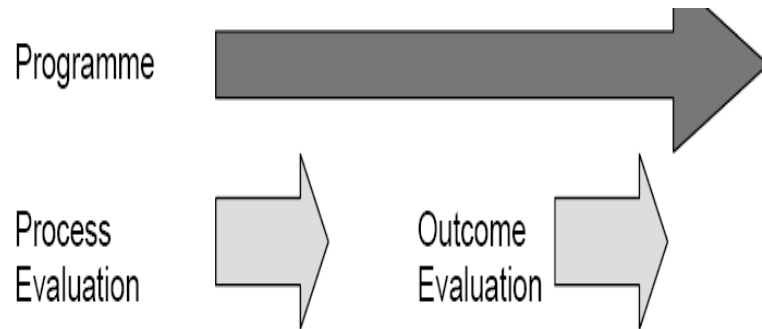 Programme
Process
Evaluation
Outcome
Evaluation